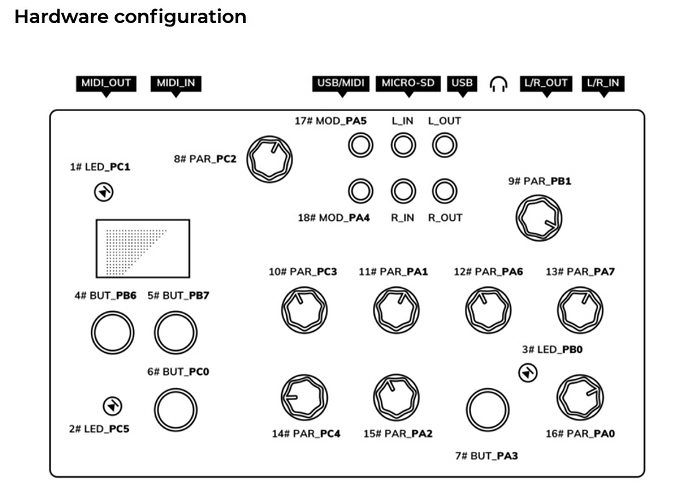 Hardware configuration
MIDI_OUT MIDI_IN USB/MIDI MICRO-SD USB L/R_OUT L/R_IN
17# MOD_PA5 L_IN L_OUT
8# PAR_PC2
1# LED_PC1
9# PAR_PB1
18# MOD_PA4 R_IN R_OUT
10# PAR_PC3 11# PAR_PA1 12# PAR_PA6 13# PAR_PA7
4# BUT_PB6 5# BUT_PB7
3# LED_PB0
6# BUT_PC0
2# LED_PC5
14# PAR_PC4 15# PAR_PA2 16# PAR_PA0
7# BUT_PA3